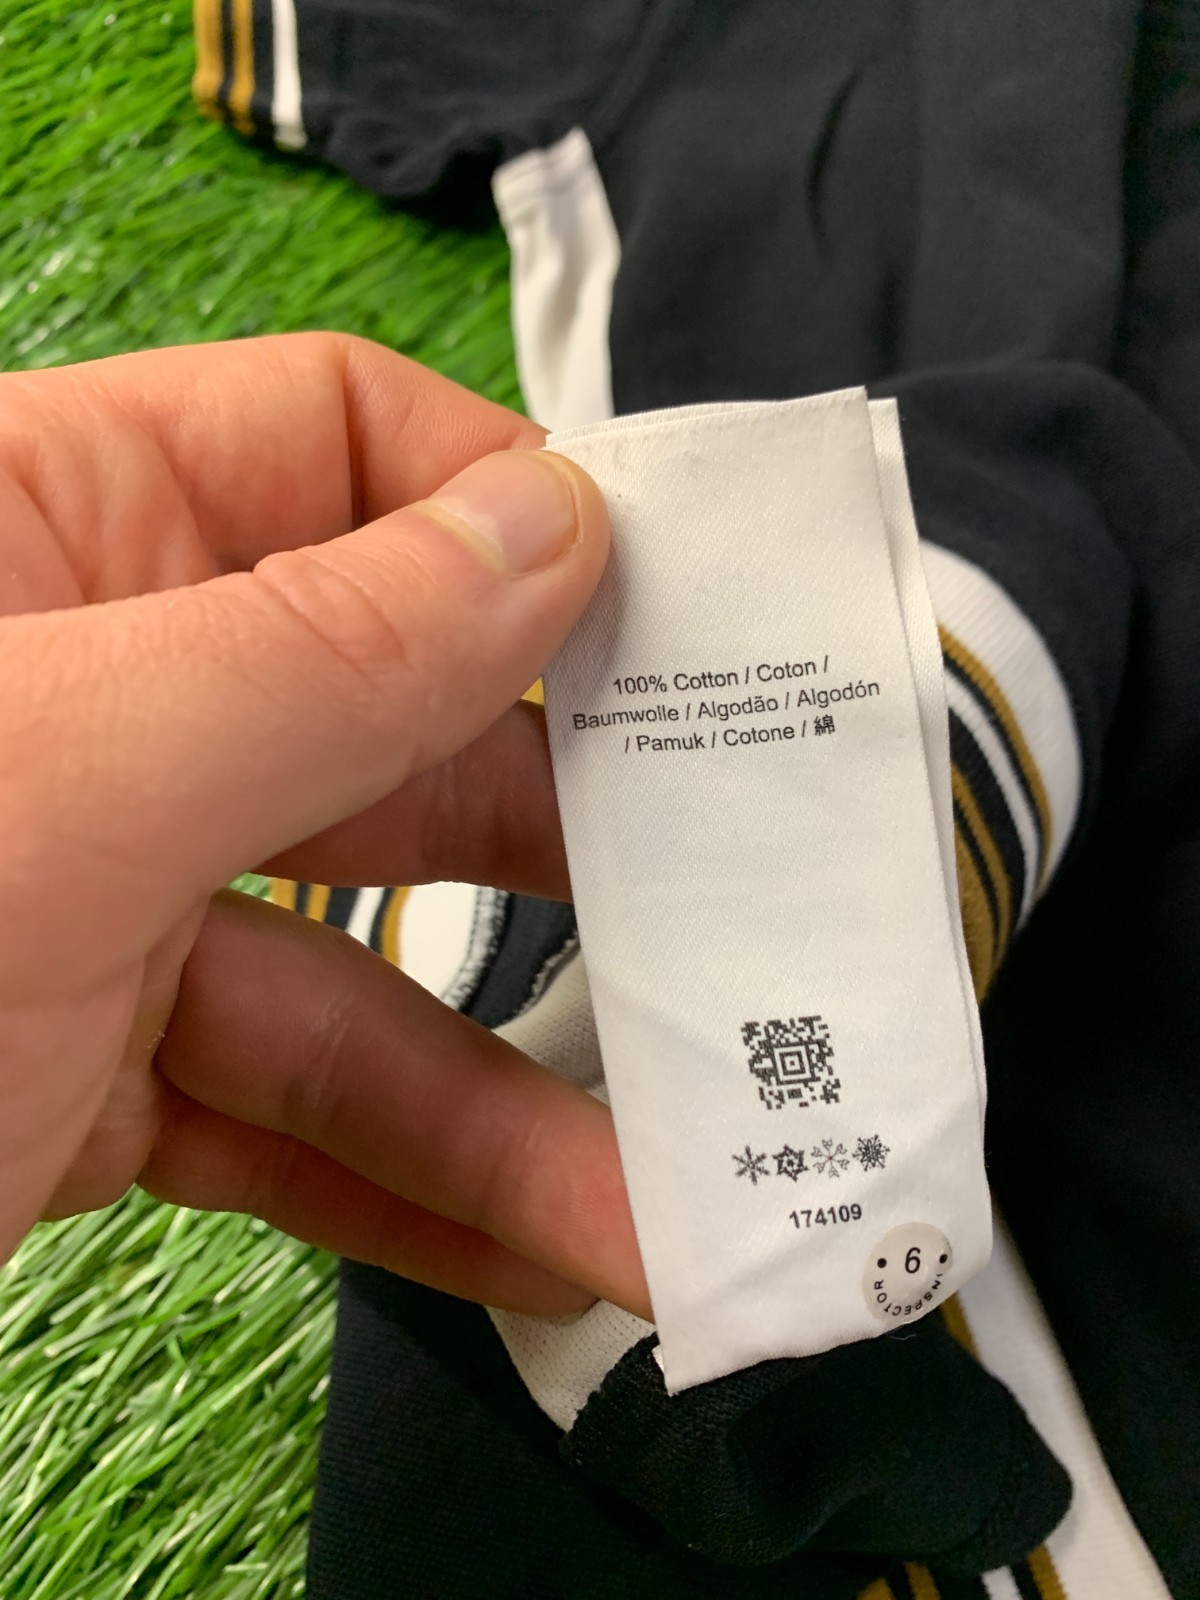 100% Cotton / Coton /
Baumwolle / Algodão / Algodón
/ Pamuk / Cotone / 綿
174109
6
INSPECTOR